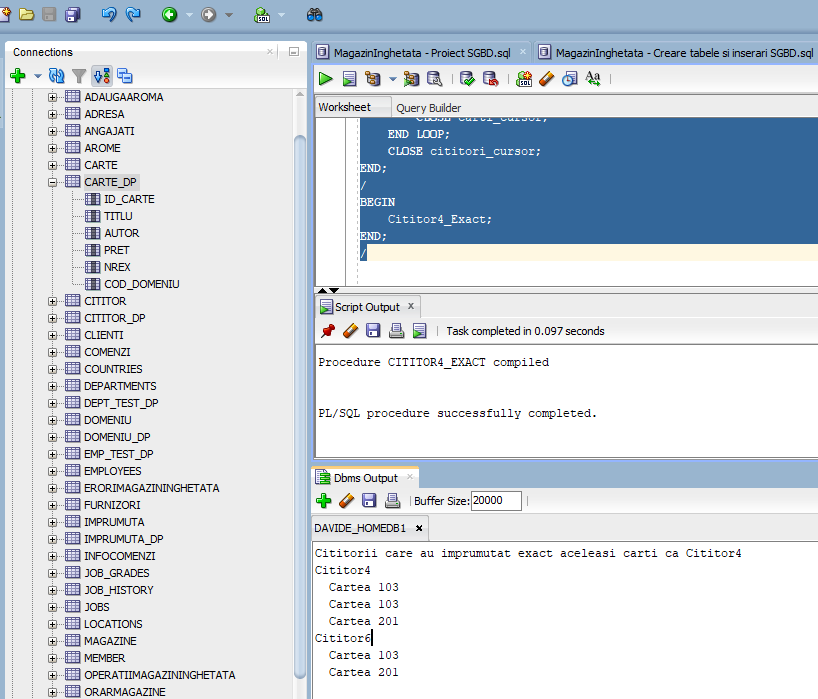 Connections
ADAUGAAROMA
ADRESA
ANGAJATI
AROME
CARTE
CARTE_DP
ID_CARTE
TITLU
AUTOR
PRET
NREX
COD_DOMENIU
CITITOR
CITITOR_DP
CLIENTI
COMENZI
COUNTRIES
DEPARTMENTS
DEPT_TEST_DP
DOMENIU
DOMENIU_DP
EMP_TEST_DP
EMPLOYEES
ERORIMAGAZININGHETATA
FURNIZORI
IMPRUMUTA
IMPRUMUTA_DP
INFOCOMENZI
JOB_GRADES
JOB_HISTORY
JOBS
LOCATIONS
MAGAZINE
MEMBER
OPERATIIMAGAZININGHETATA
ORARMAGAZINE
MagazinInghetata - Proiect SGBD.sql
MagazinInghetata - Creare tabele si inserari SGBD.sql
Worksheet
Query Builder
CLOSE carti_cursor;
END LOOP;
CLOSE cititori_cursor;
END;
/
BEGIN
Cititor4_Exact;
END;
/
Script Output
Task completed in 0.097 seconds
Procedure CITITOR4_EXACT compiled
PL/SQL procedure successfully completed.
Dbms Output
Buffer Size: 20000
DAVIDE_HOMEDB1
Cititorii care au imprumutat exact aceleasi carti ca Cititor4
Cititor4
Cartea 103
Cartea 103
Cartea 201
Cititor6
Cartea 103
Cartea 201